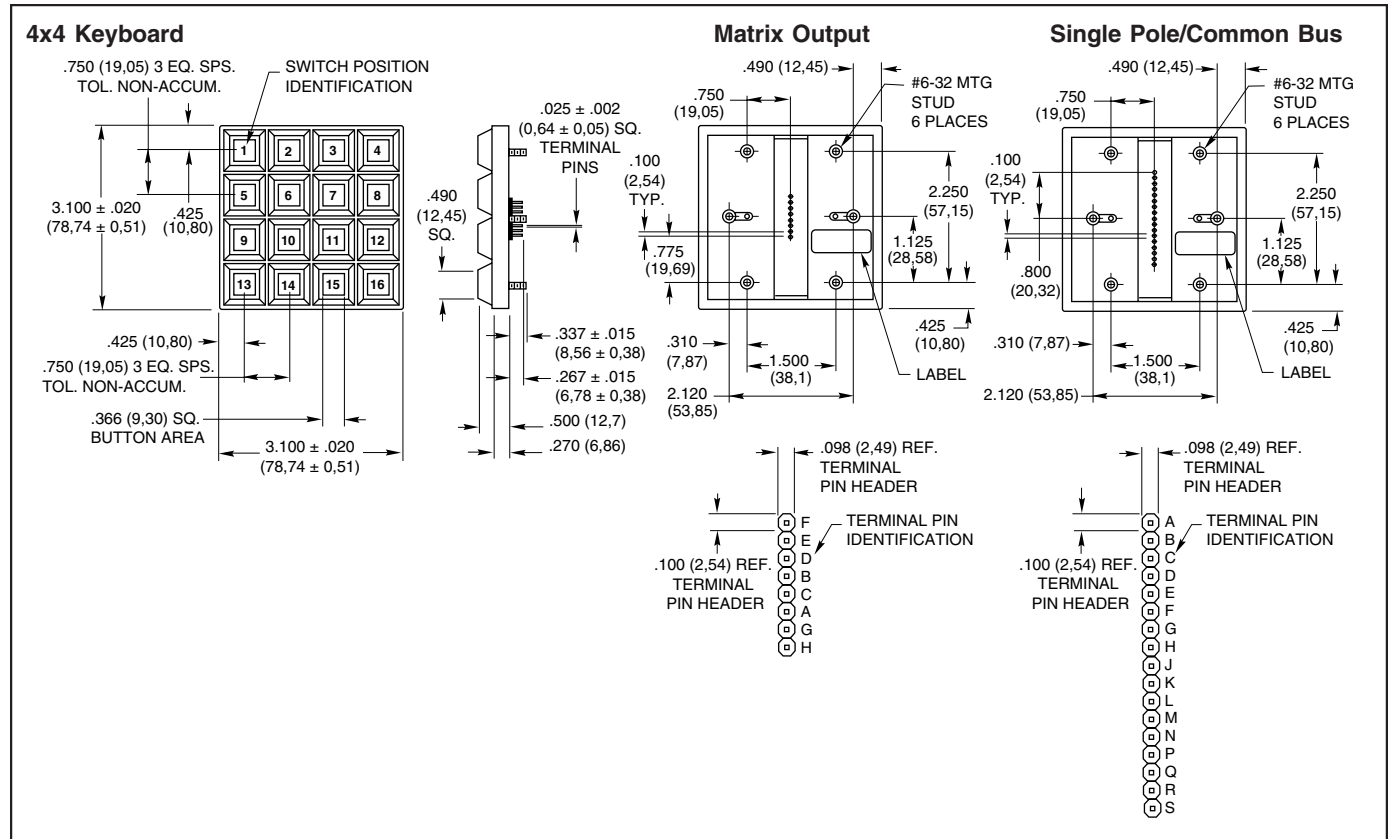 4x4 Keyboard
.750 (19,05) 3 EQ. SPS.
TOL. NON-ACCUM.
SWITCH POSITION
IDENTIFICATION
1
2
3
4
5
6
7
8
9
10
11
12
13
14
15
16
3.100 ± .020
(78,74 ± 0,51)
.425
(10,80)
.425 (10,80)
.750 (19,05) 3 EQ. SPS.
TOL. NON-ACCUM.
.366 (9,30) SQ.
BUTTON AREA
3.100 ± .020
(78,74 ± 0,51)
.025 ± .002
(0,64 ± 0,05) SQ.
TERMINAL
PINS
.490
(12,45)
SQ.
.337 ± .015
(8,56 ± 0,38)
.267 ± .015
(6,78 ± 0,38)
.500 (12,7)
.270 (6,86)
Matrix Output
.490 (12,45)
.750
(19,05)
#6-32 MTG
STUD
6 PLACES
.100
(2,54)
TYP.
2.250
(57,15)
1.125
(28,58)
.775
(19,69)
.425
(10,80)
.310
(7,87)
1.500
(38,1)
LABEL
2.120
(53,85)
.098 (2,49) REF.
TERMINAL
PIN HEADER
TERMINAL PIN
IDENTIFICATION
.100 (2,54) REF.
TERMINAL
PIN HEADER
F
E
D
B
C
A
G
H
Single Pole/Common Bus
.490 (12,45)
.750
(19,05)
#6-32 MTG
STUD
6 PLACES
.100
(2,54)
TYP.
2.250
(57,15)
1.125
(28,58)
.800
(20,32)
.425
(10,80)
.310 (7,87)
1.500
(38,1)
LABEL
2.120 (53,85)
.098 (2,49) REF.
TERMINAL
PIN HEADER
TERMINAL PIN
IDENTIFICATION
.100 (2,54) REF.
TERMINAL
PIN HEADER
A
B
C
D
E
F
G
H
J
K
L
M
N
P
Q
R
S